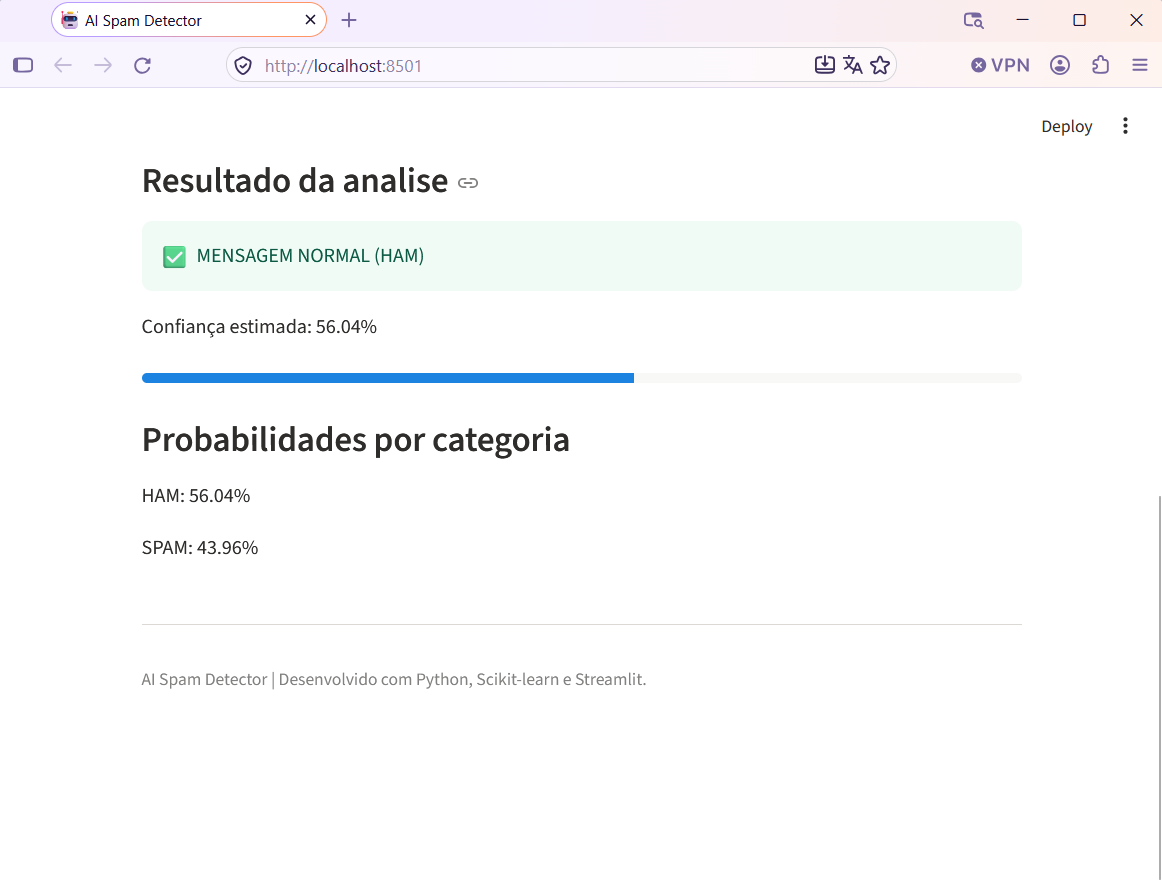 AI Spam Detector
http://localhost:8501
VPN
Deploy
Resultado da analise
MENSAGEM NORMAL (HAM)
Confiança estimada: 56.04%
Probabilidades por categoria
HAM: 56.04%
SPAM: 43.96%
AI Spam Detector | Desenvolvido com Python, Scikit-learn e Streamlit.